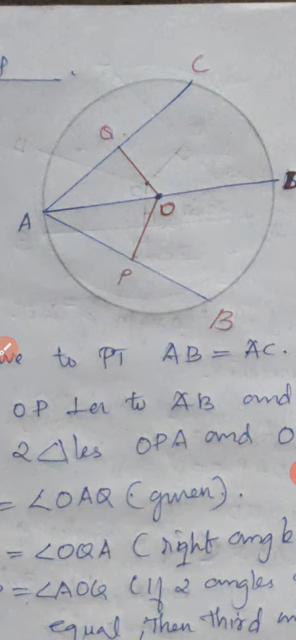 C
Q
O
A
P
B
to PT AB = AC.
OP ⊥er to AB and
2 △les OPA and O
= ∠OAQ (given).
= ∠OQA (right angle
= ∠AOQ (If 2 angles
equal, then third